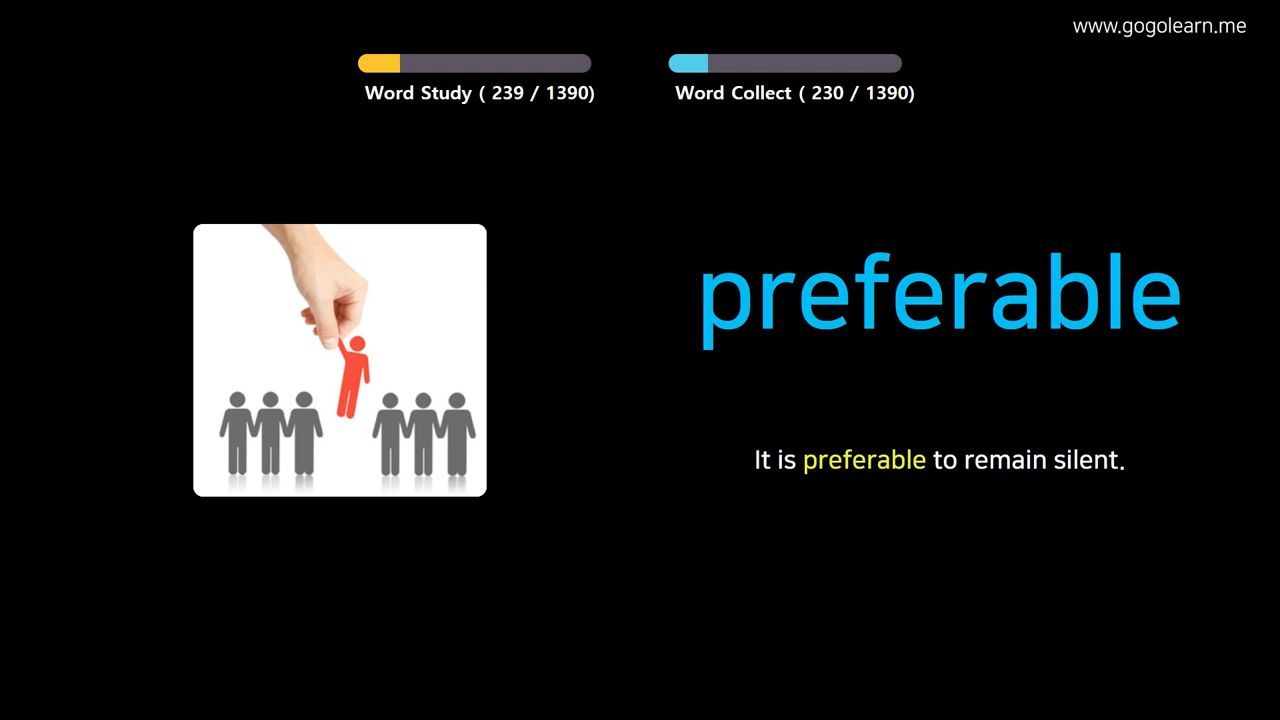 www.gogolearn.me
Word Study ( 239 / 1390)
Word Collect ( 230 / 1390)
preferable
It is preferable to remain silent.